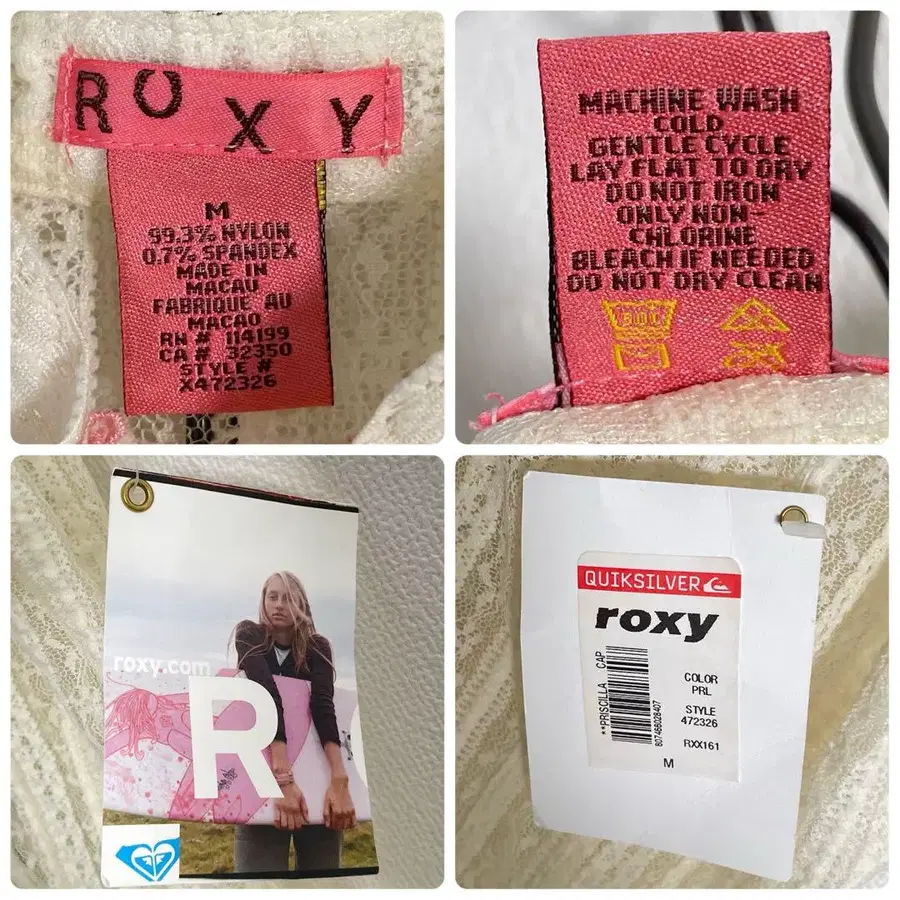 ROXY
M
99.3% NYLON
0.7% SPANDEX
MADE IN
MACAU
FABRIQUE AU
MACAO
RN # 114199
CA # 32350
STYLE #
X472326
MACHINE WASH
COLD
GENTLE CYCLE
LAY FLAT TO DRY
DO NOT IRON
ONLY NON-
CHLORINE
BLEACH IF NEEDED
DO NOT DRY CLEAN
roxy.com
R
QUIKSILVER
roxy
**PRISCILLA CAP
607466028407
COLOR
PRL
STYLE
472326
RXX161
M